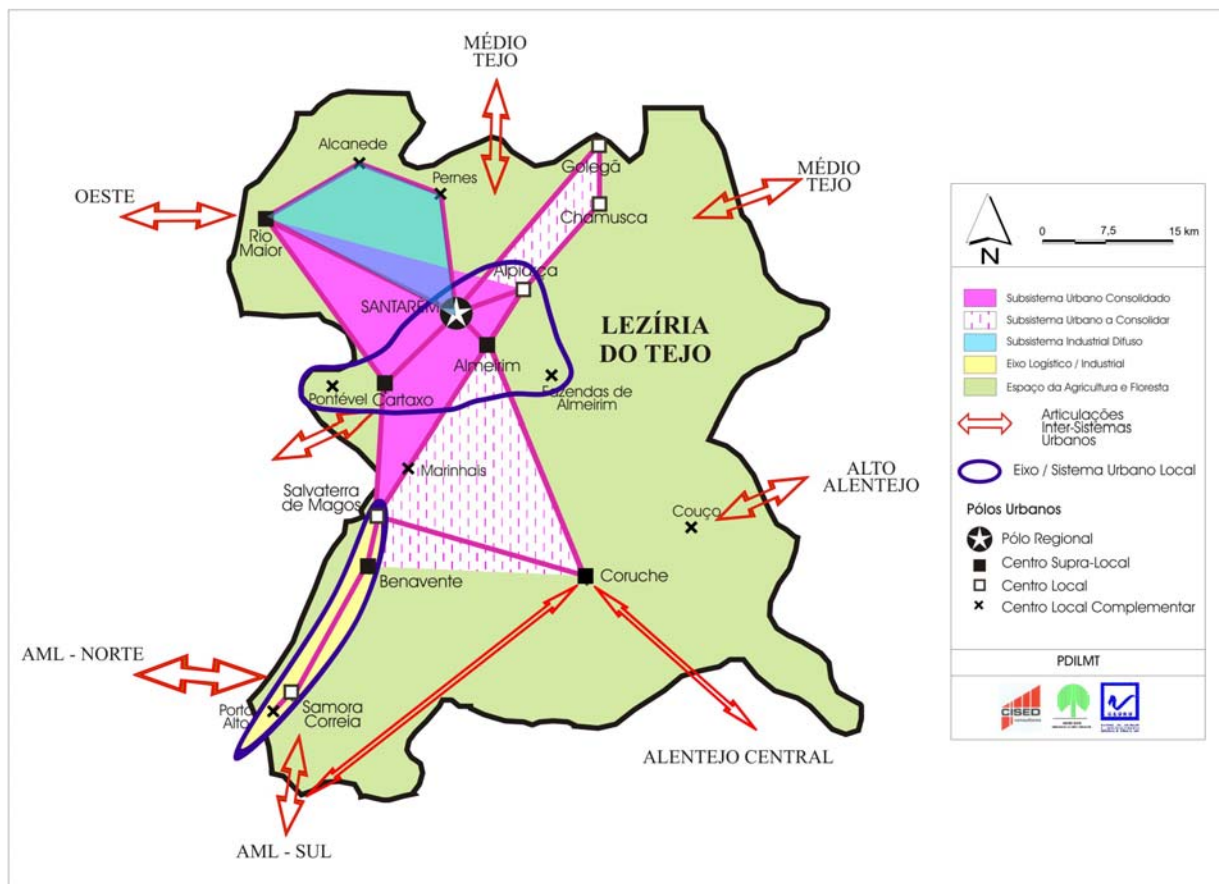 MÉDIO
TEJO
Alcanede
Pernes
Golegã
Chamusca
MÉDIO
TEJO
OESTE
Rio
Maior
Alpiarça
SANTARÉM
LEZÍRIA
DO TEJO
Almeirim
Pontével
Cartaxo
Fazendas de
Almeirim
Marinhais
Salvaterra
de Magos
ALTO
ALENTEJO
Couço
Benavente
Coruche
AML - NORTE
Porto
Alto
Samora
Correia
ALENTEJO CENTRAL
AML - SUL
N
0 7,5 15 km
Subsistema Urbano Consolidado
Subsistema Urbano a Consolidar
Subsistema Industrial Difuso
Eixo Logístico / Industrial
Espaço da Agricultura e Floresta
Articulações
Inter-Sistemas
Urbanos
Eixo / Sistema Urbano Local
Pólos Urbanos
Pólo Regional
Centro Supra-Local
Centro Local
Centro Local Complementar
PDILMT
CISED